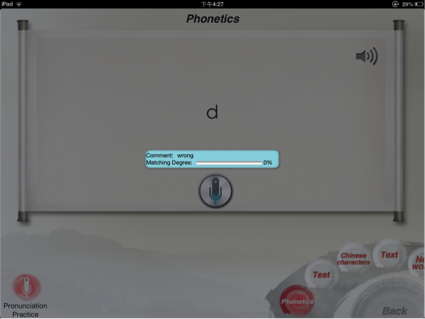 iPad 下午4:27 29%
Phonetics
d
Comment: wrong
Matching Degree: 0%
Chinese
characters
Text
Test
Phonetics
Pronunciation
Practice
Back